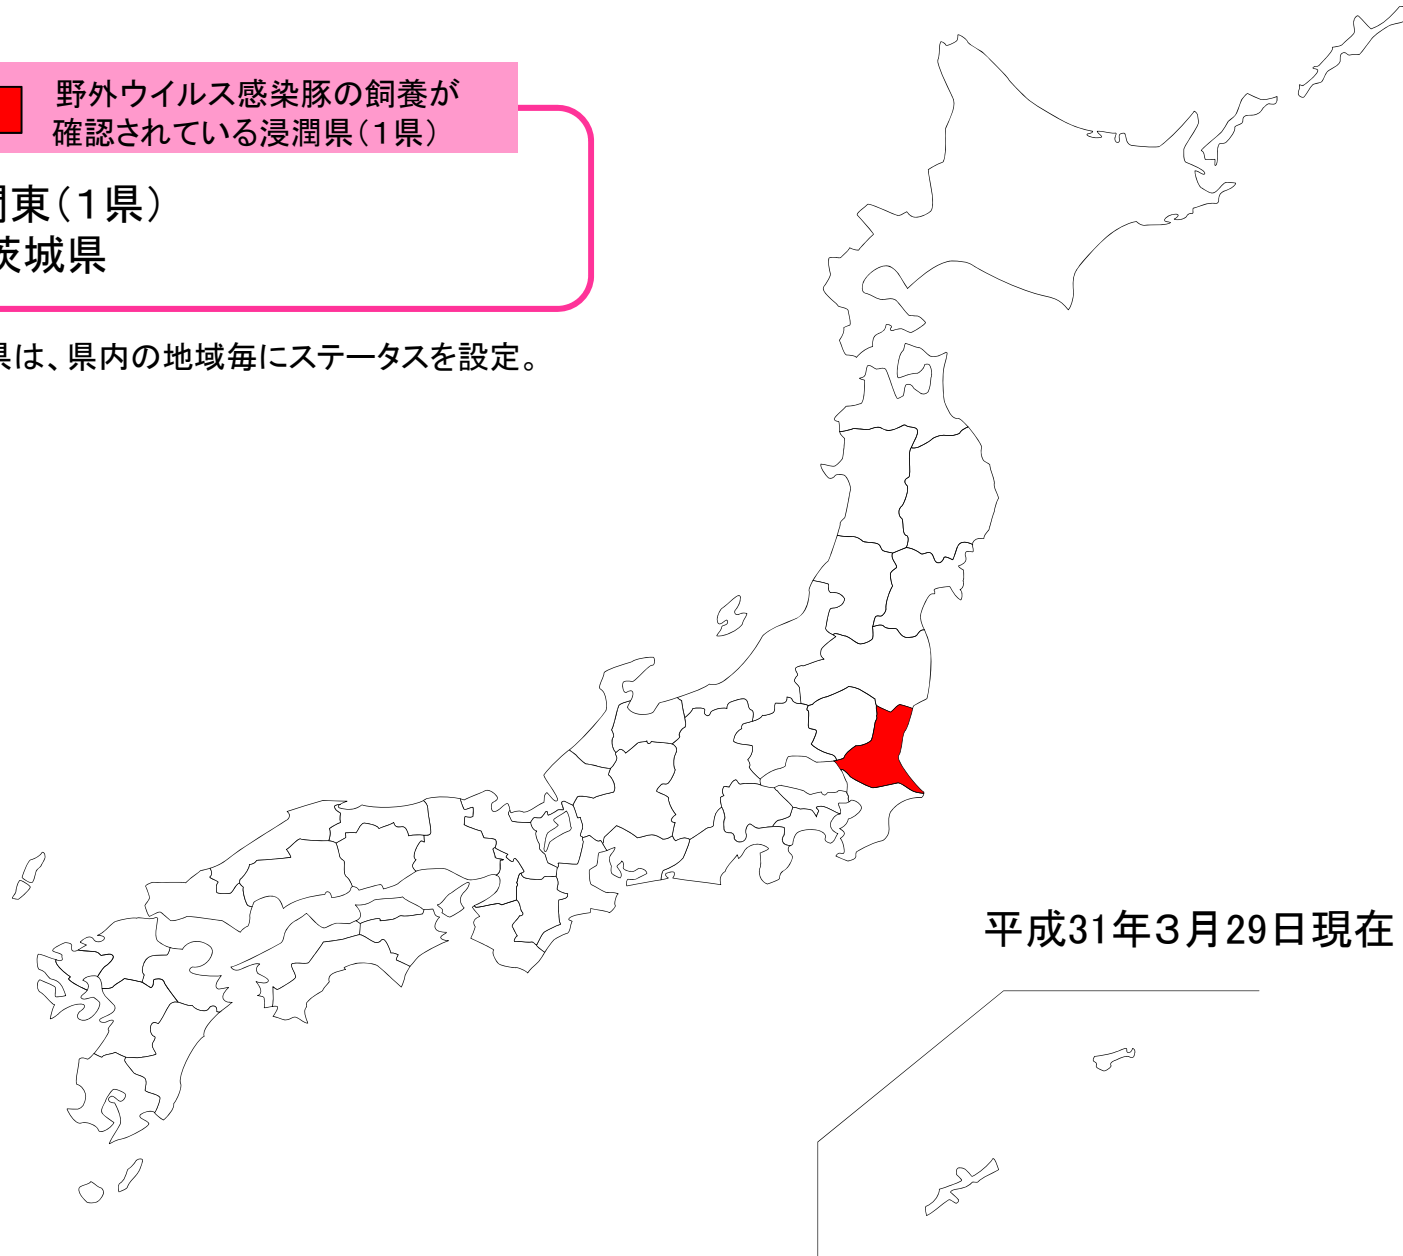 野外ウイルス感染豚の飼養が
確認されている浸潤県（１県）
東（１県）
茨城県
県は、県内の地域毎にステータスを設定。
平成31年３月29日現在